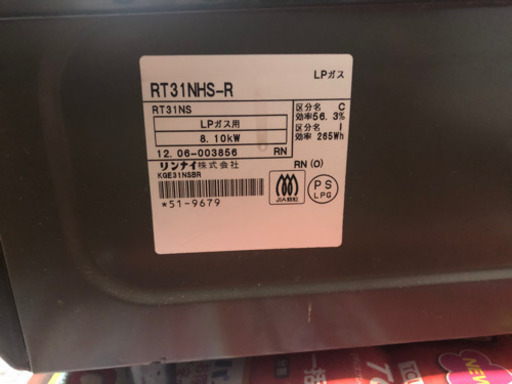 LPガス
RT31NHS-R
RT31NS
LPガス用
8.10kW
12.06-003856 RN
区分名 C
効率56.3%
区分名 I
効率 265Wh
リンナイ株式会社
RN(O)
KGE31NSBR
*51-9679
JIA認証
PS
LPG
NEW